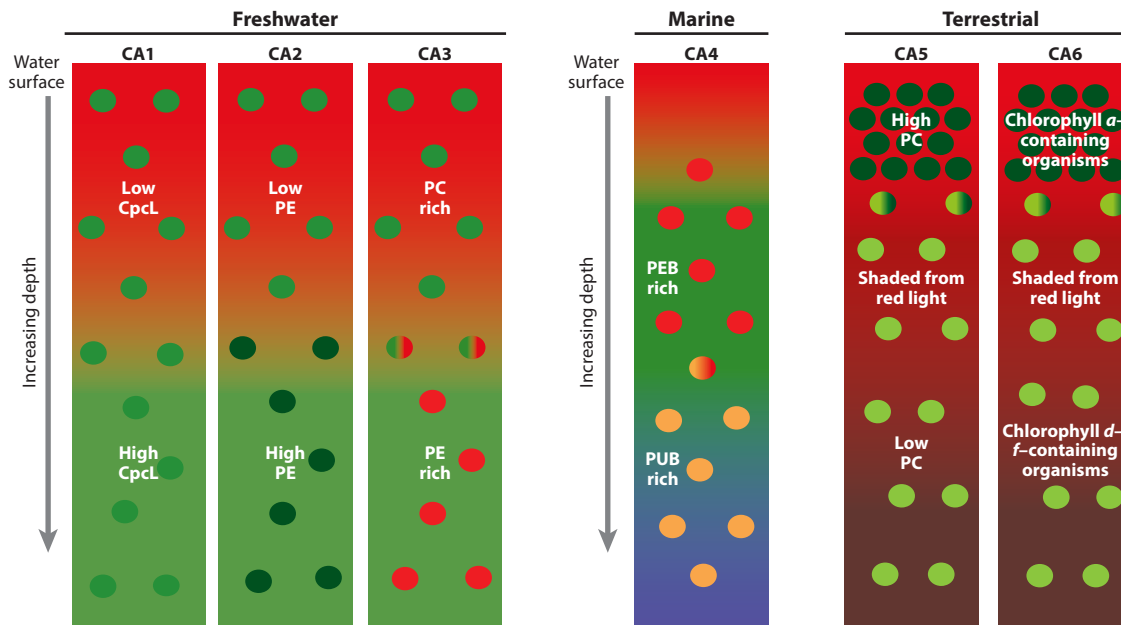 Freshwater
Marine
Terrestrial
CA1
CA2
CA3
CA4
CA5
CA6
Water
surface
Increasing depth
Low
CpcL
High
CpcL
Low
PE
High
PE
PC
rich
PE
rich
Water
surface
Increasing depth
PEB
rich
PUB
rich
High
PC
Shaded from
red light
Low
PC
Chlorophyll a–
containing
organisms
Shaded from
red light
Chlorophyll d–
f–containing
organisms